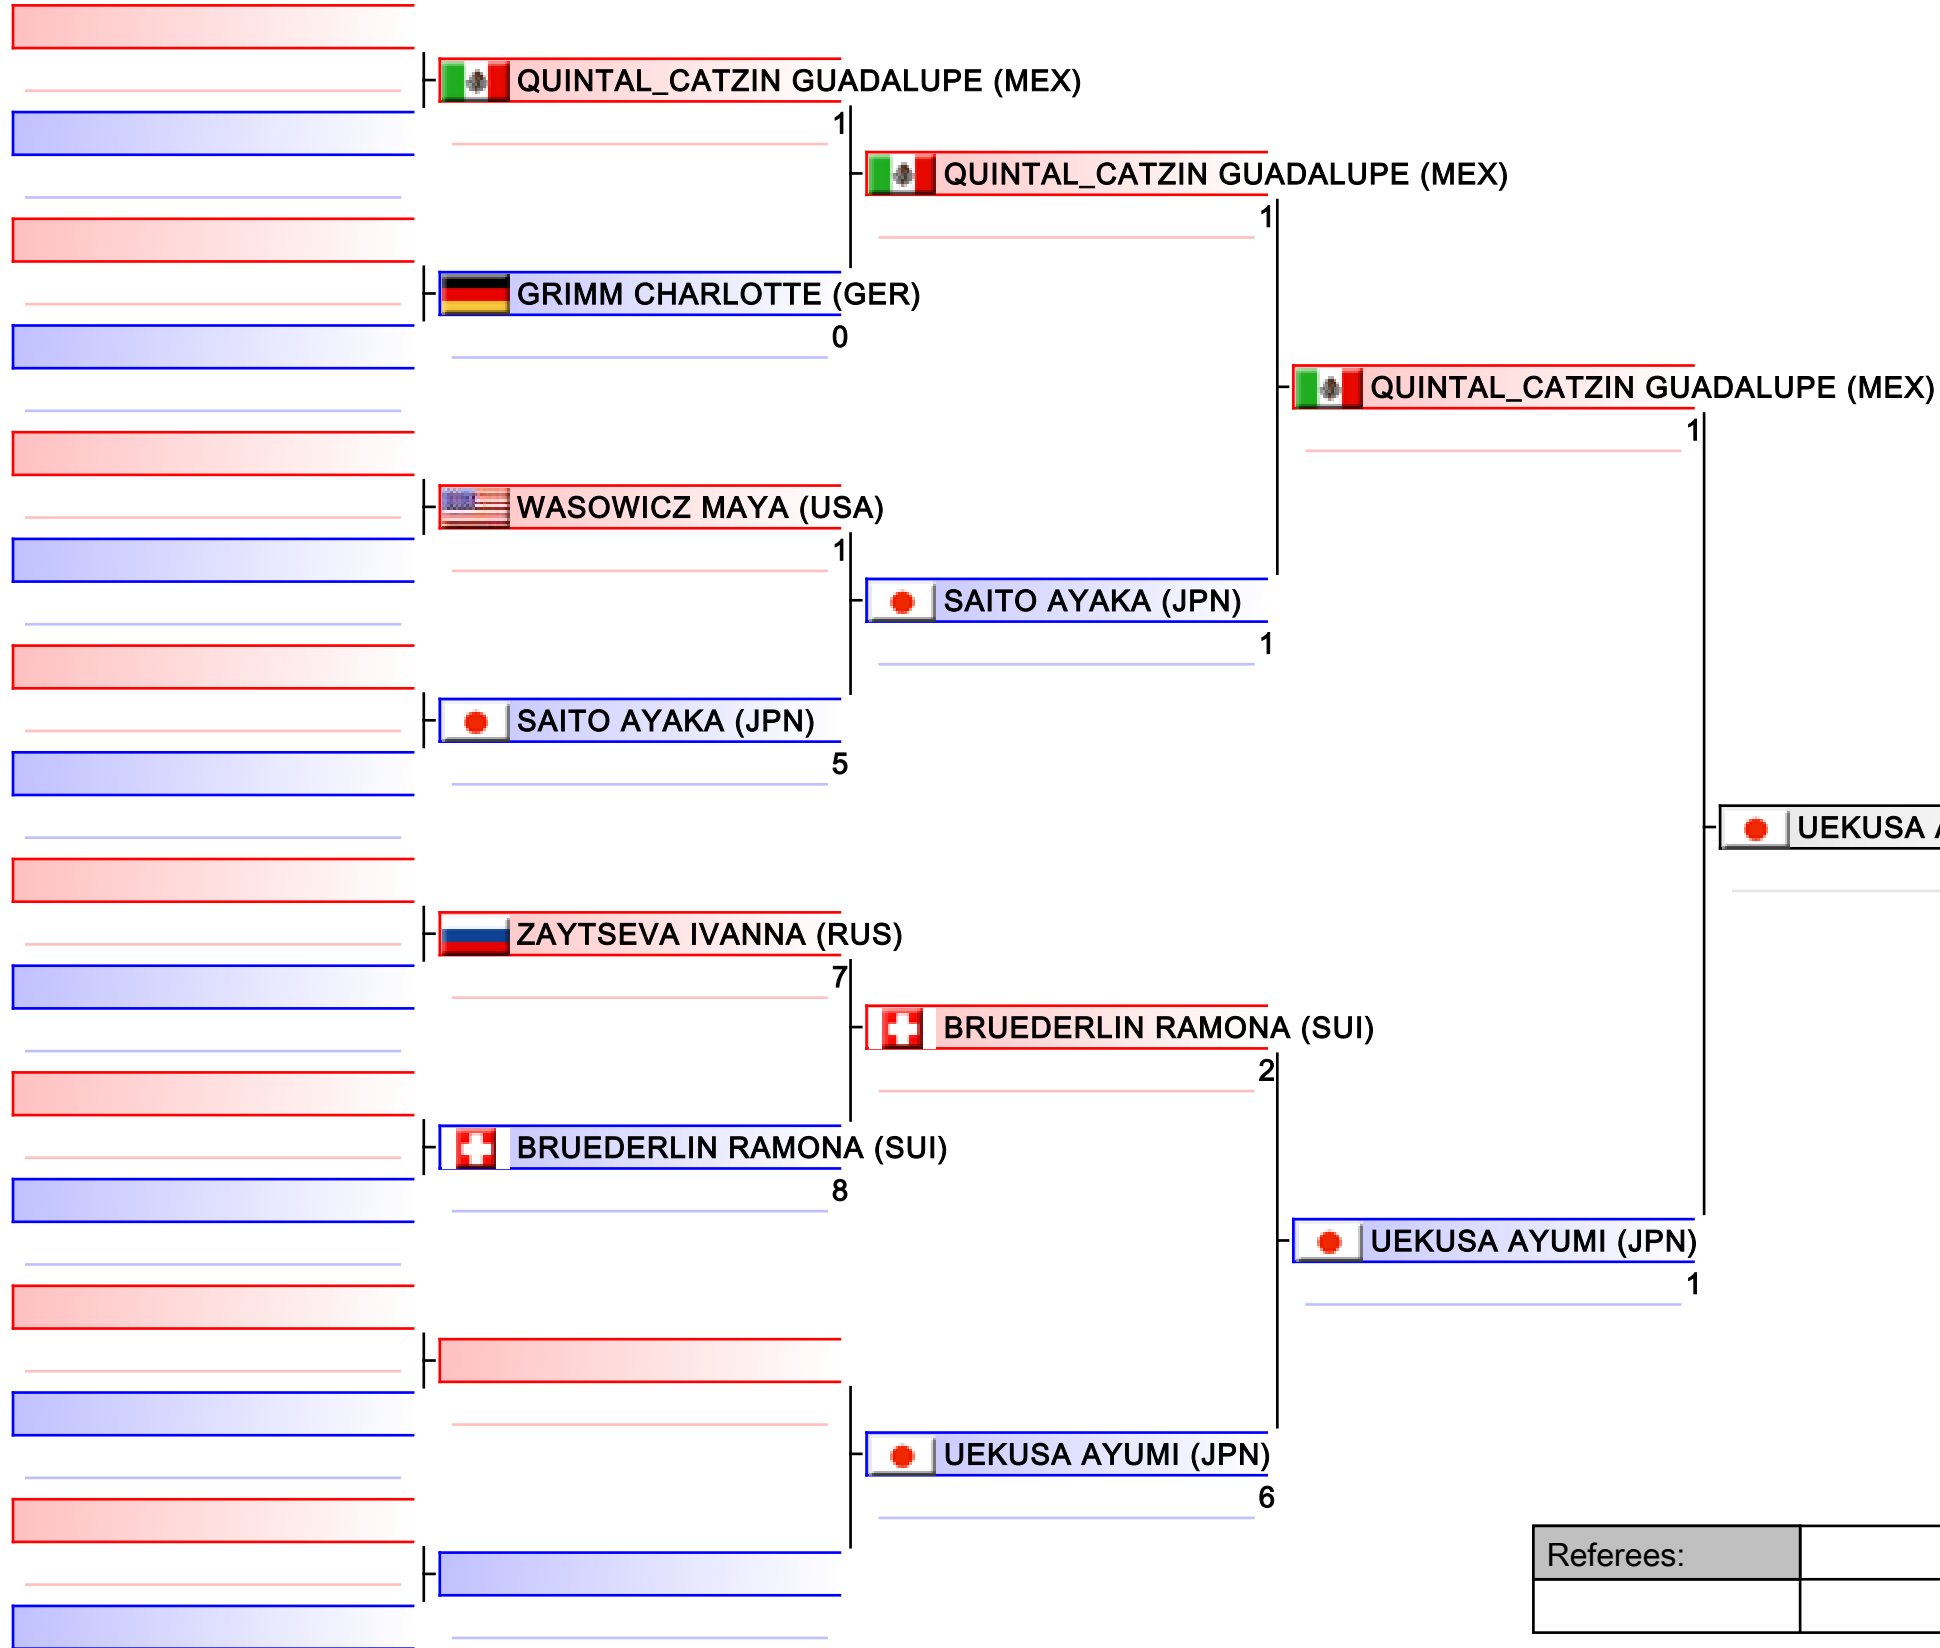 QUINTAL_CATZIN GUADALUPE (MEX)
1
QUINTAL_CATZIN GUADALUPE (MEX)
1
GRIMM CHARLOTTE (GER)
0
QUINTAL_CATZIN GUADALUPE (MEX)
1
WASOWICZ MAYA (USA)
1
SAITO AYAKA (JPN)
1
SAITO AYAKA (JPN)
5
UEKUSA A
ZAYTSEVA IVANNA (RUS)
7
BRUEDERLIN RAMONA (SUI)
2
BRUEDERLIN RAMONA (SUI)
8
UEKUSA AYUMI (JPN)
1
UEKUSA AYUMI (JPN)
6
Referees: